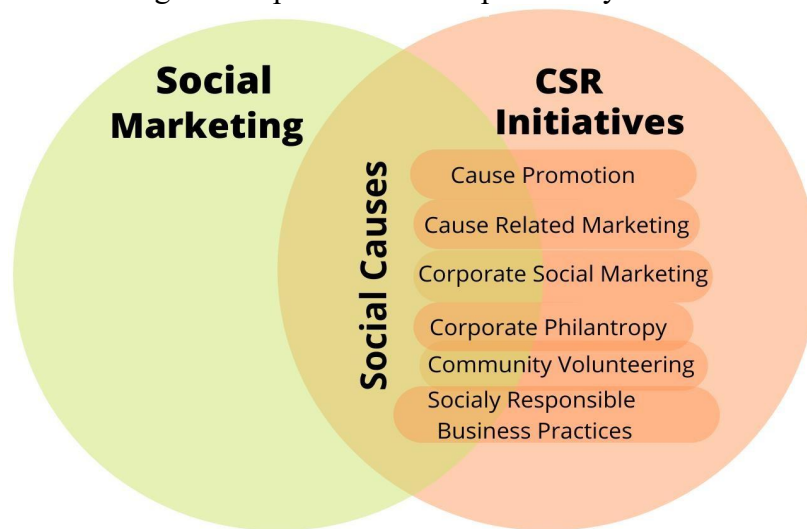 Social
Marketing
CSR
Initiatives
Social Causes
Cause Promotion
Cause Related Marketing
Corporate Social Marketing
Corporate Philantropy
Community Volunteering
Socialy Responsible
Business Practices